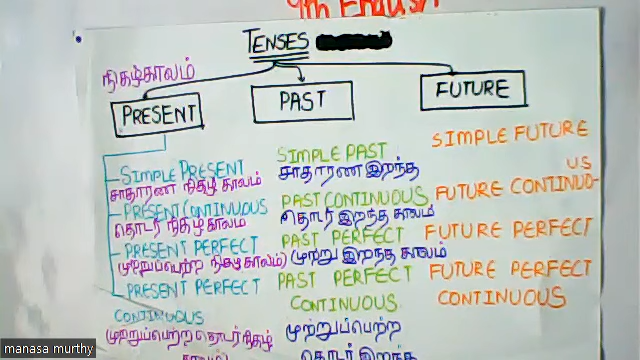 9th English
TENSES
நிகழ்காலம்
PRESENT
PAST
FUTURE
SIMPLE PRESENT
சாதாரண நிகழ் காலம்
PRESENT CONTINUOUS
தொடர் நிகழ் காலம்
PRESENT PERFECT
முற்றுப்பெற்ற நிகழ்காலம்
PRESENT PERFECT
CONTINUOUS
முற்றுப்பெற்ற தொடர் நிகழ்
SIMPLE PAST
சாதாரண இறந்த
PAST CONTINUOUS
தொடர் இறந்த காலம்
PAST PERFECT
முற்று இறந்த காலம்
PAST PERFECT
CONTINUOUS
முற்றுப்பெற்ற
தொடர் இறந்த
SIMPLE FUTURE
US
FUTURE CONTINUO-
FUTURE PERFECT
FUTURE PERFECT
CONTINUOUS
manasa murthy